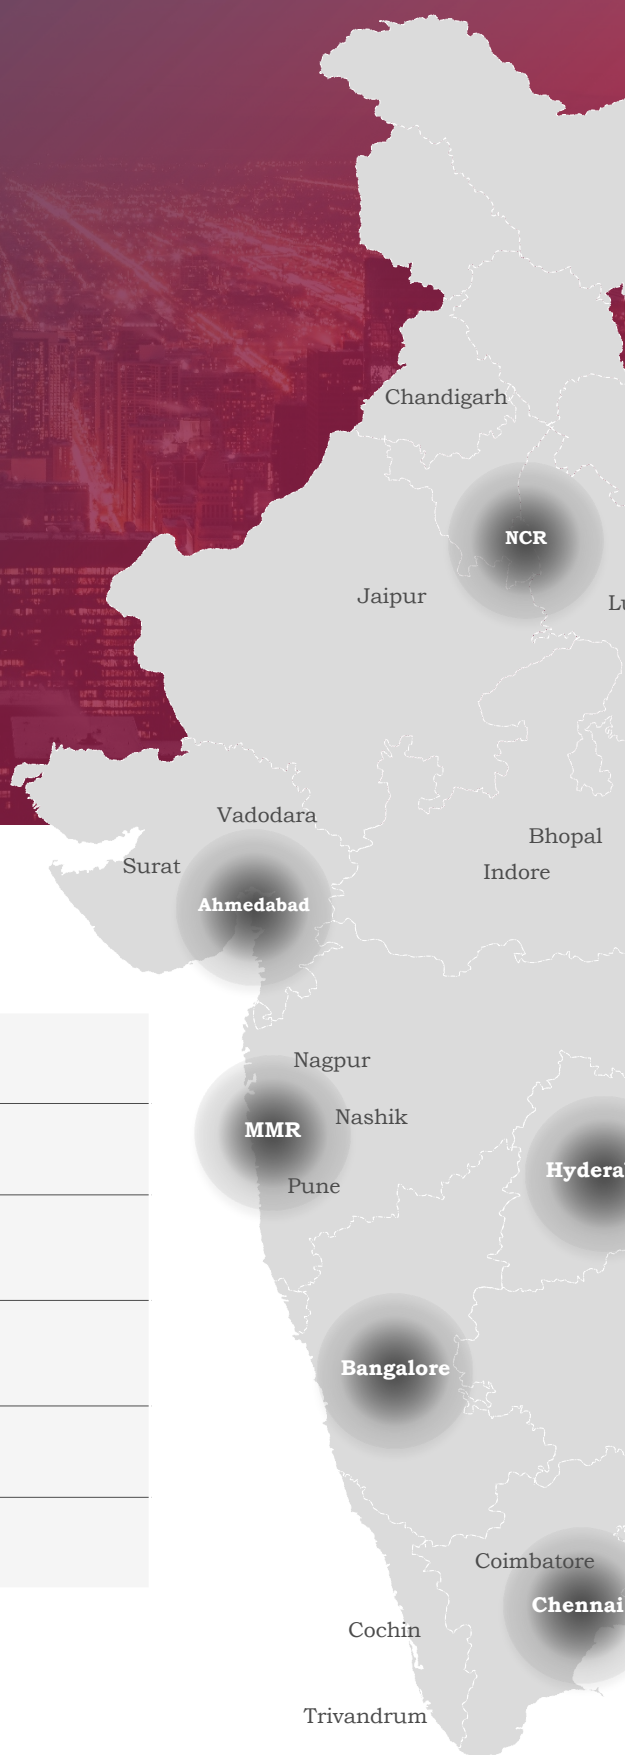 Chandigarh
NCR
Jaipur
Vadodara
Bhopal
Surat
Indore
Ahmedabad
Nagpur
Nashik
MMR
Pune
Bangalore
Coimbatore
Chennai
Cochin
Trivandrum